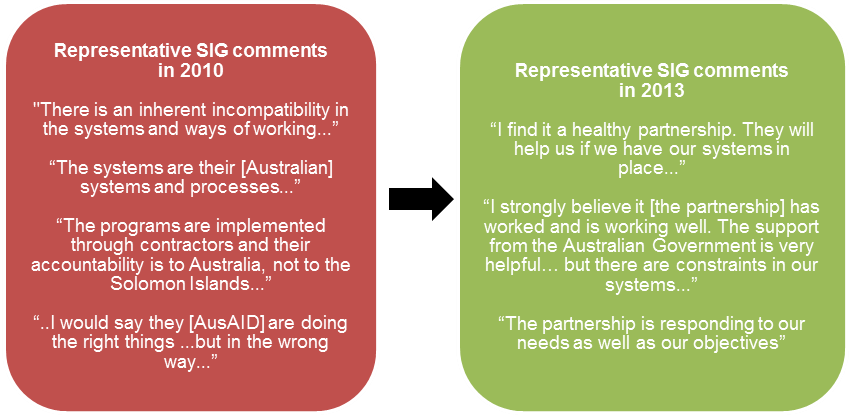 Representative SIG comments
in 2010
"There is an inherent incompatibility in
the systems and ways of working...”
“The systems are their [Australian]
systems and processes...”
“The programs are implemented
through contractors and their
accountability is to Australia, not to the
Solomon Islands...”
“..I would say they [AusAID] are doing
the right things ...but in the wrong
way...”
Representative SIG comments
in 2013
“I find it a healthy partnership. They will
help us if we have our systems in
place...”
“I strongly believe it [the partnership] has
worked and is working well. The support
from the Australian Government is very
helpful… but there are constraints in our
systems...”
“The partnership is responding to our
needs as well as our objectives”